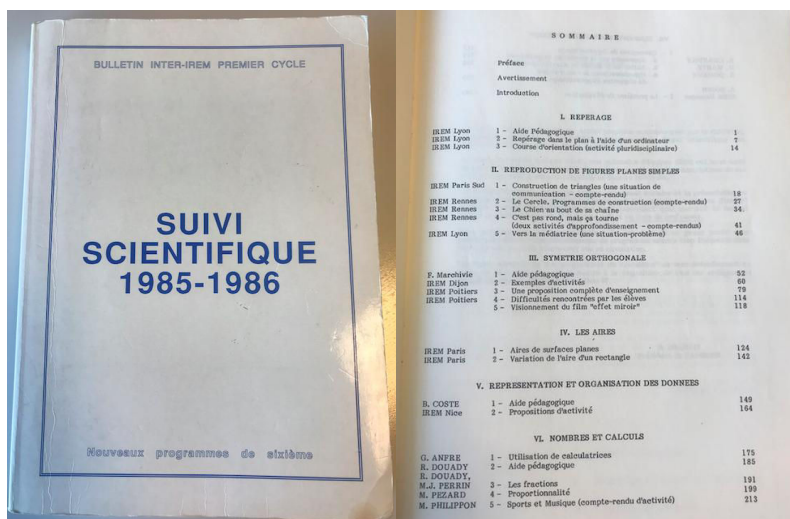 BULLETIN INTER-IREM PREMIER CYCLE
SUIVI
SCIENTIFIQUE
1985-1986
Nouveaux programmes de sixième
SOMMAIRE
Préface
Avertissement
Introduction
I. REPERAGE
IREM Lyon 1 - Aide Pédagogique 1
IREM Lyon 2 - Repérage dans le plan à l'aide d'un ordinateur 7
IREM Lyon 3 - Course d'orientation (activité pluridisciplinaire) 14
II. REPRODUCTION DE FIGURES PLANES SIMPLES
IREM Paris Sud 1 - Construction de triangles (une situation de
communication - compte-rendu) 18
IREM Rennes 2 - Le Cercle. Programmes de construction (compte-rendu) 27
IREM Rennes 3 - Le Chien au bout de sa chaîne 34
IREM Rennes 4 - C'est pas rond, mais ça tourne
(deux activités d'approfondissement - compte-rendus) 41
IREM Lyon 5 - Vers la médiatrice (une situation-problème) 46
III. SYMETRIE ORTHOGONALE
F. Marchivie 1 - Aide pédagogique 52
IREM Dijon 2 - Exemples d'activités 60
IREM Poitiers 3 - Une proposition complète d'enseignement 79
IREM Poitiers 4 - Difficultés rencontrées par les élèves 114
5 - Visionnement du film "effet miroir" 118
IV. LES AIRES
IREM Paris 1 - Aires de surfaces planes 124
IREM Paris 2 - Variation de l'aire d'un rectangle 142
V. REPRESENTATION ET ORGANISATION DES DONNEES
B. COSTE 1 - Aide pédagogique 149
IREM Nice 2 - Propositions d'activité 164
VI. NOMBRES ET CALCULS
G. ANFRE 1 - Utilisation de calculatrices 175
R. DOUADY 2 - Aide pédagogique 185
R. DOUADY,
M.J. PERRIN 3 - Les fractions 191
M. PEZARD 4 - Proportionnalité 199
M. PHILIPPON 5 - Sports et Musique (compte-rendu d'activité) 213